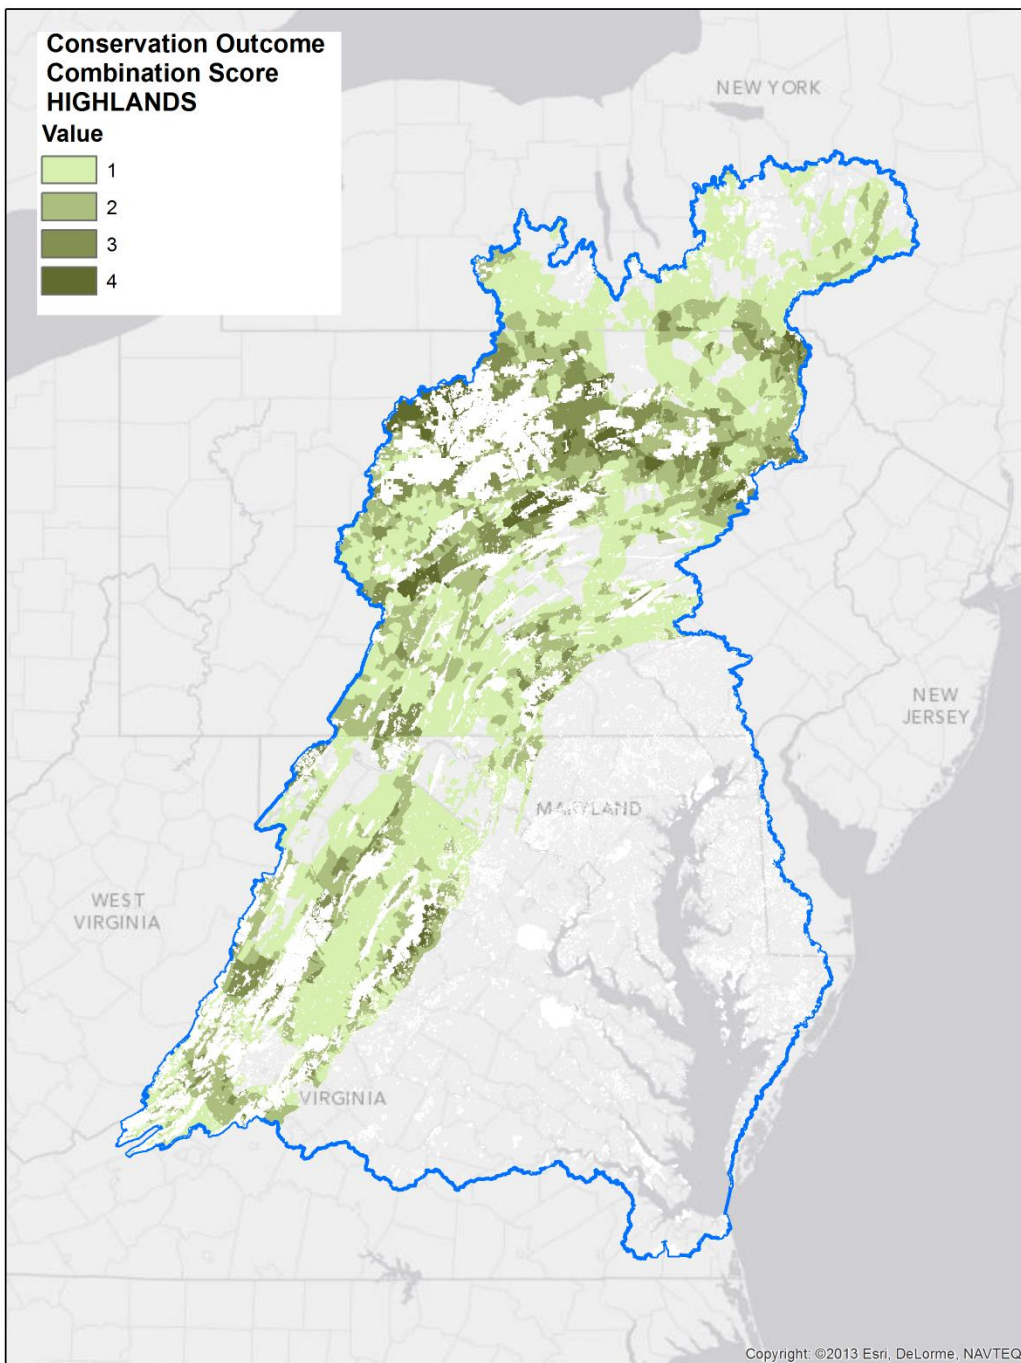 Conservation Outcome
Combination Score
HIGHLANDS
Value
1
2
3
4
NEW YORK
NEW
JERSEY
MARYLAND
WEST
VIRGINIA
VIRGINIA
Copyright: ©2013 Esri, DeLorme, NAVTEQ